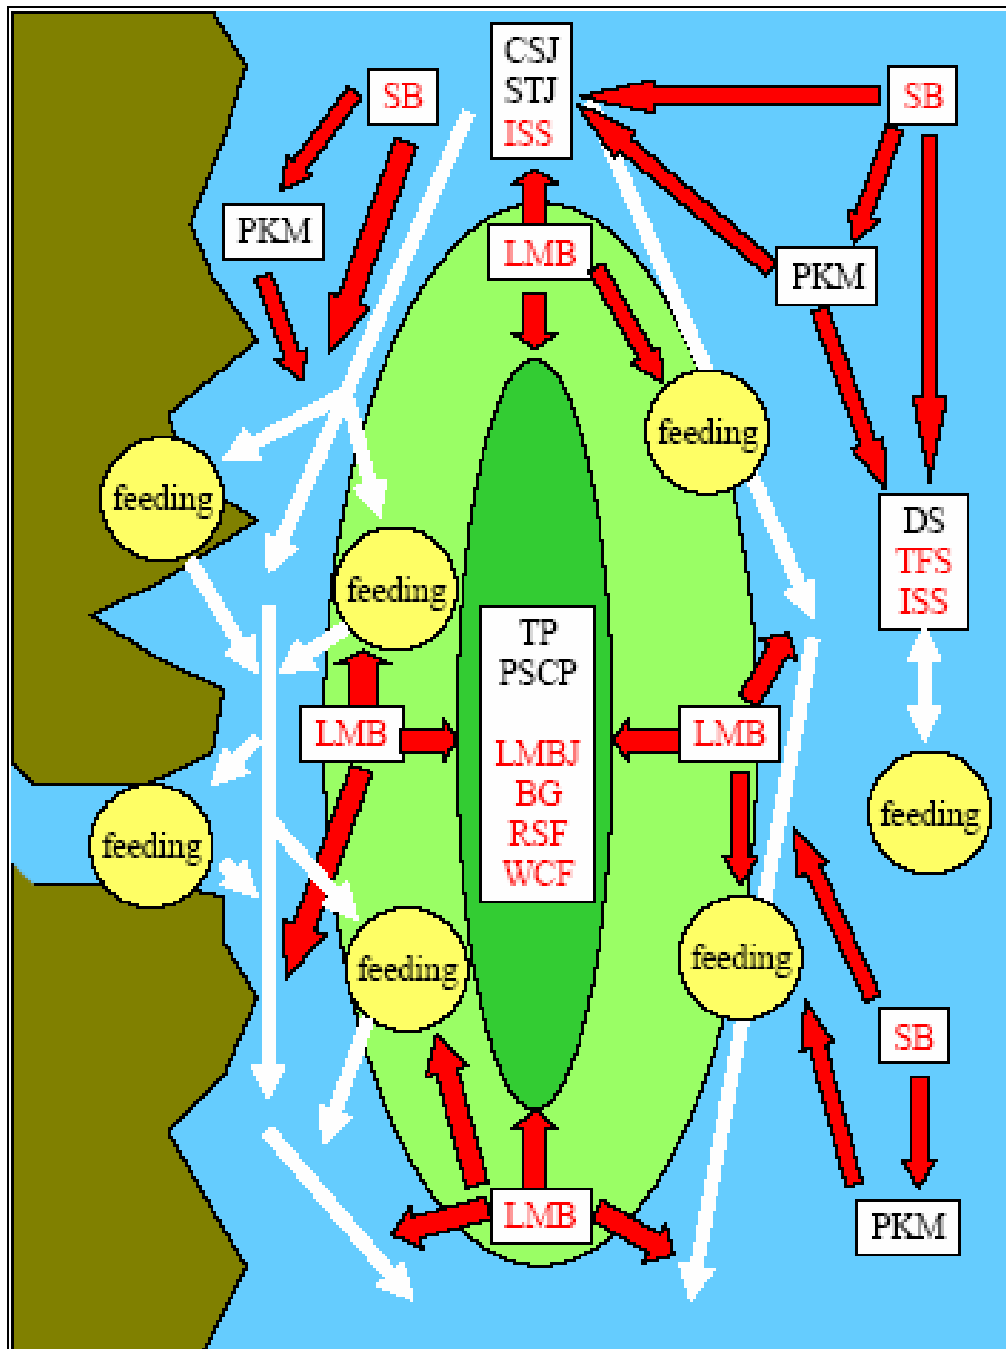 CSJ
STJ
ISS
SB
SB
PKM
LMB
PKM
feeding
feeding
DS
TFS
ISS
feeding
TP
PSCP
LMBJ
BG
RSF
WCF
LMB
LMB
feeding
feeding
feeding
feeding
SB
LMB
PKM